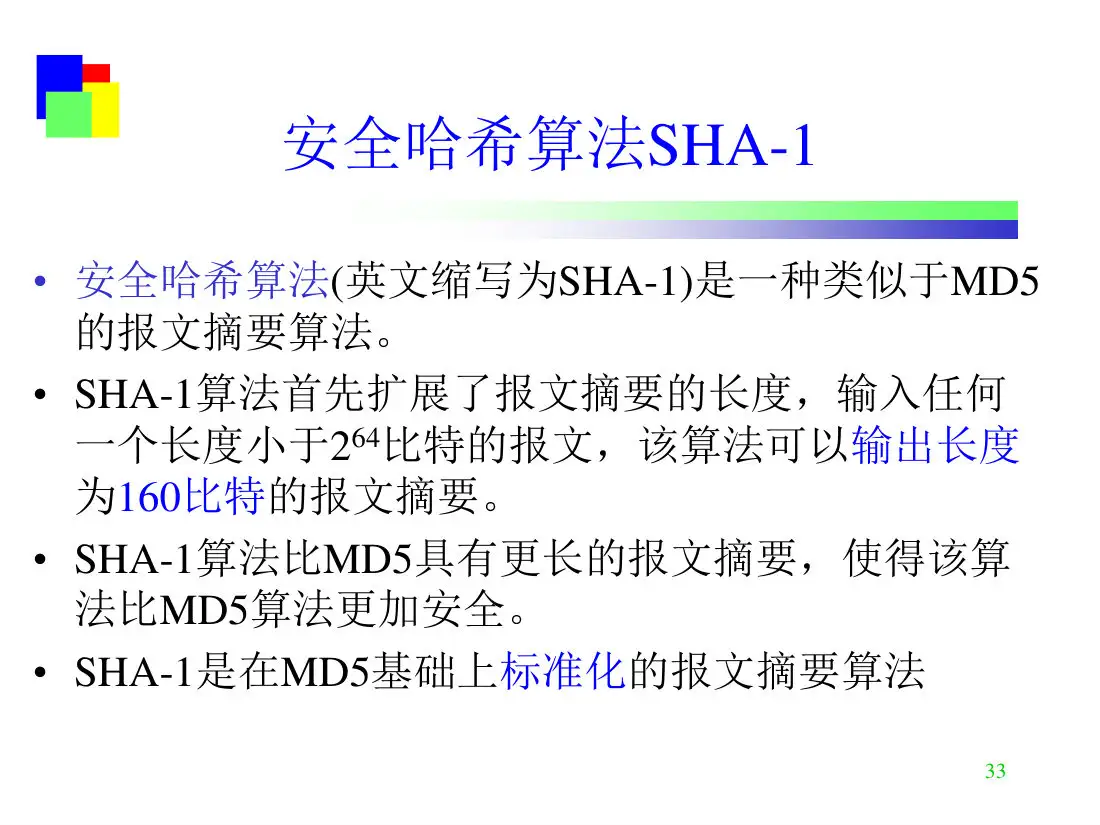 安全哈希算法SHA-1
• 安全哈希算法(英文缩写为SHA-1)是一种类似于MD5
的报文摘要算法。
• SHA-1算法首先扩展了报文摘要的长度，输入任何
一个长度小于2⁶⁴比特的报文，该算法可以输出长度
为160比特的报文摘要。
• SHA-1算法比MD5具有更长的报文摘要，使得该算
法比MD5算法更加安全。
• SHA-1是在MD5基础上标准化的报文摘要算法
33